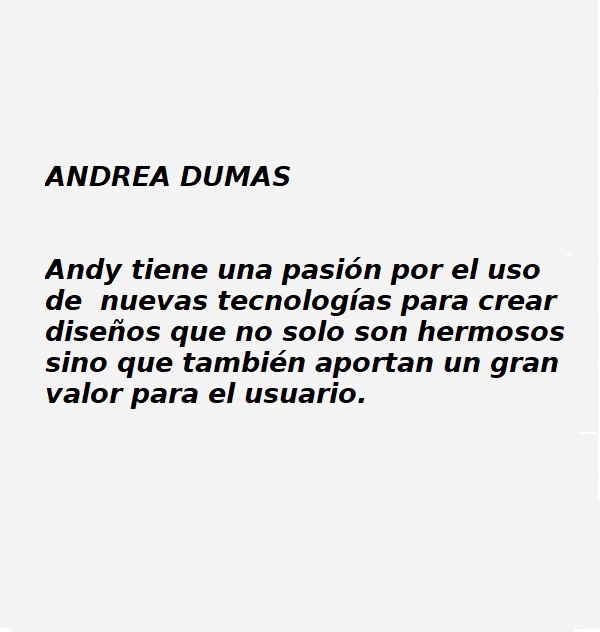 ANDREA DUMAS
Andy tiene una pasión por el uso
de  nuevas tecnologías para crear
diseños que no solo son hermosos
sino que también aportan un gran
valor para el usuario.